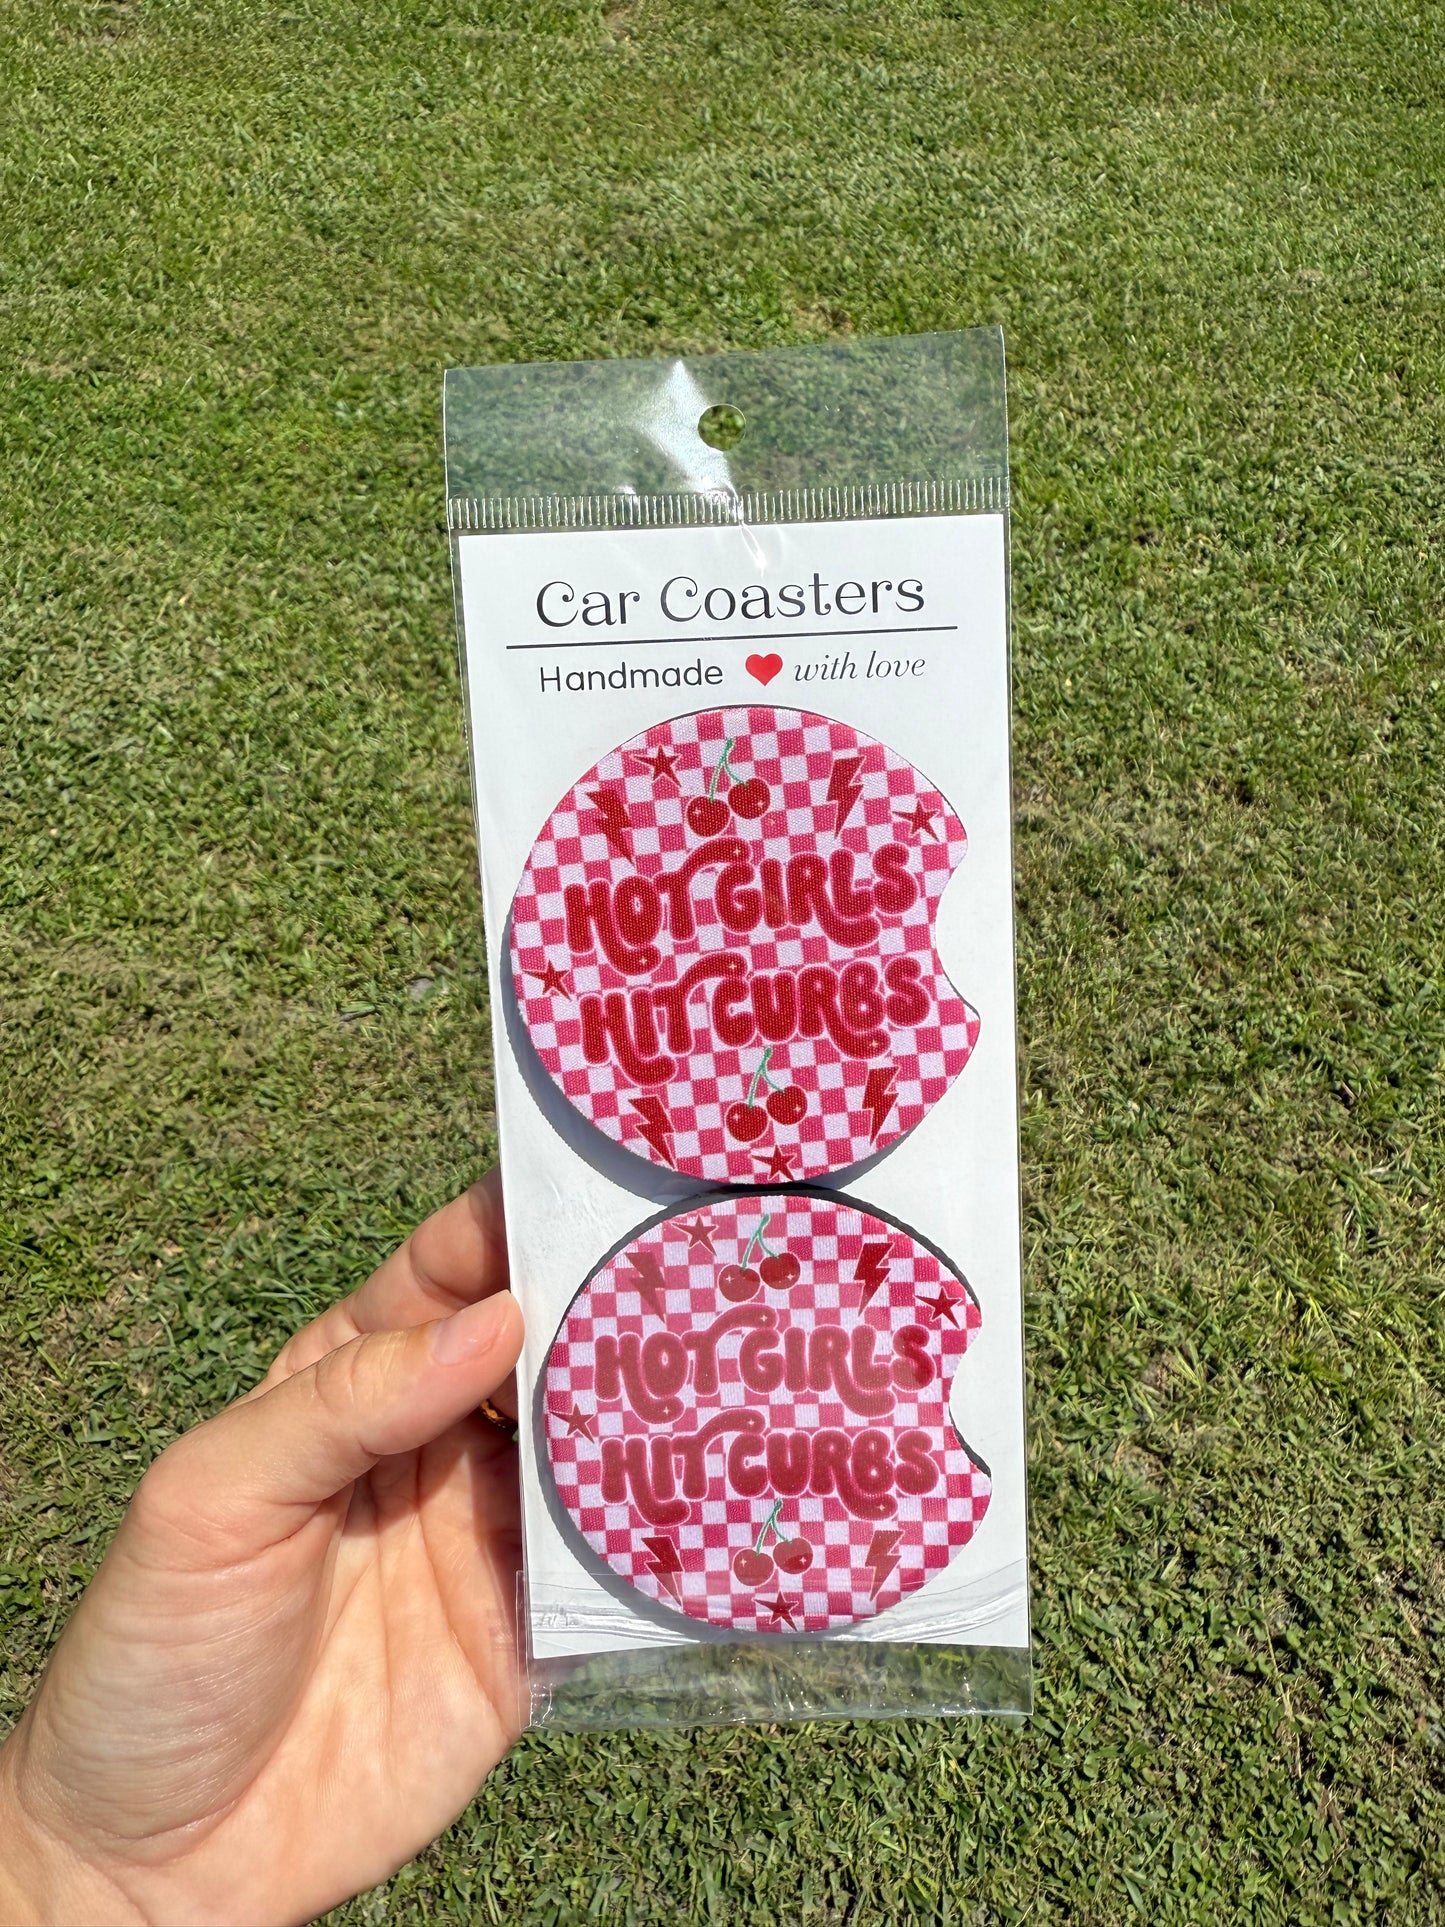 Car Coasters
Handmade ❤ with love
HOT GIRLS
HIT CURBS
HOT GIRLS
HIT CURBS